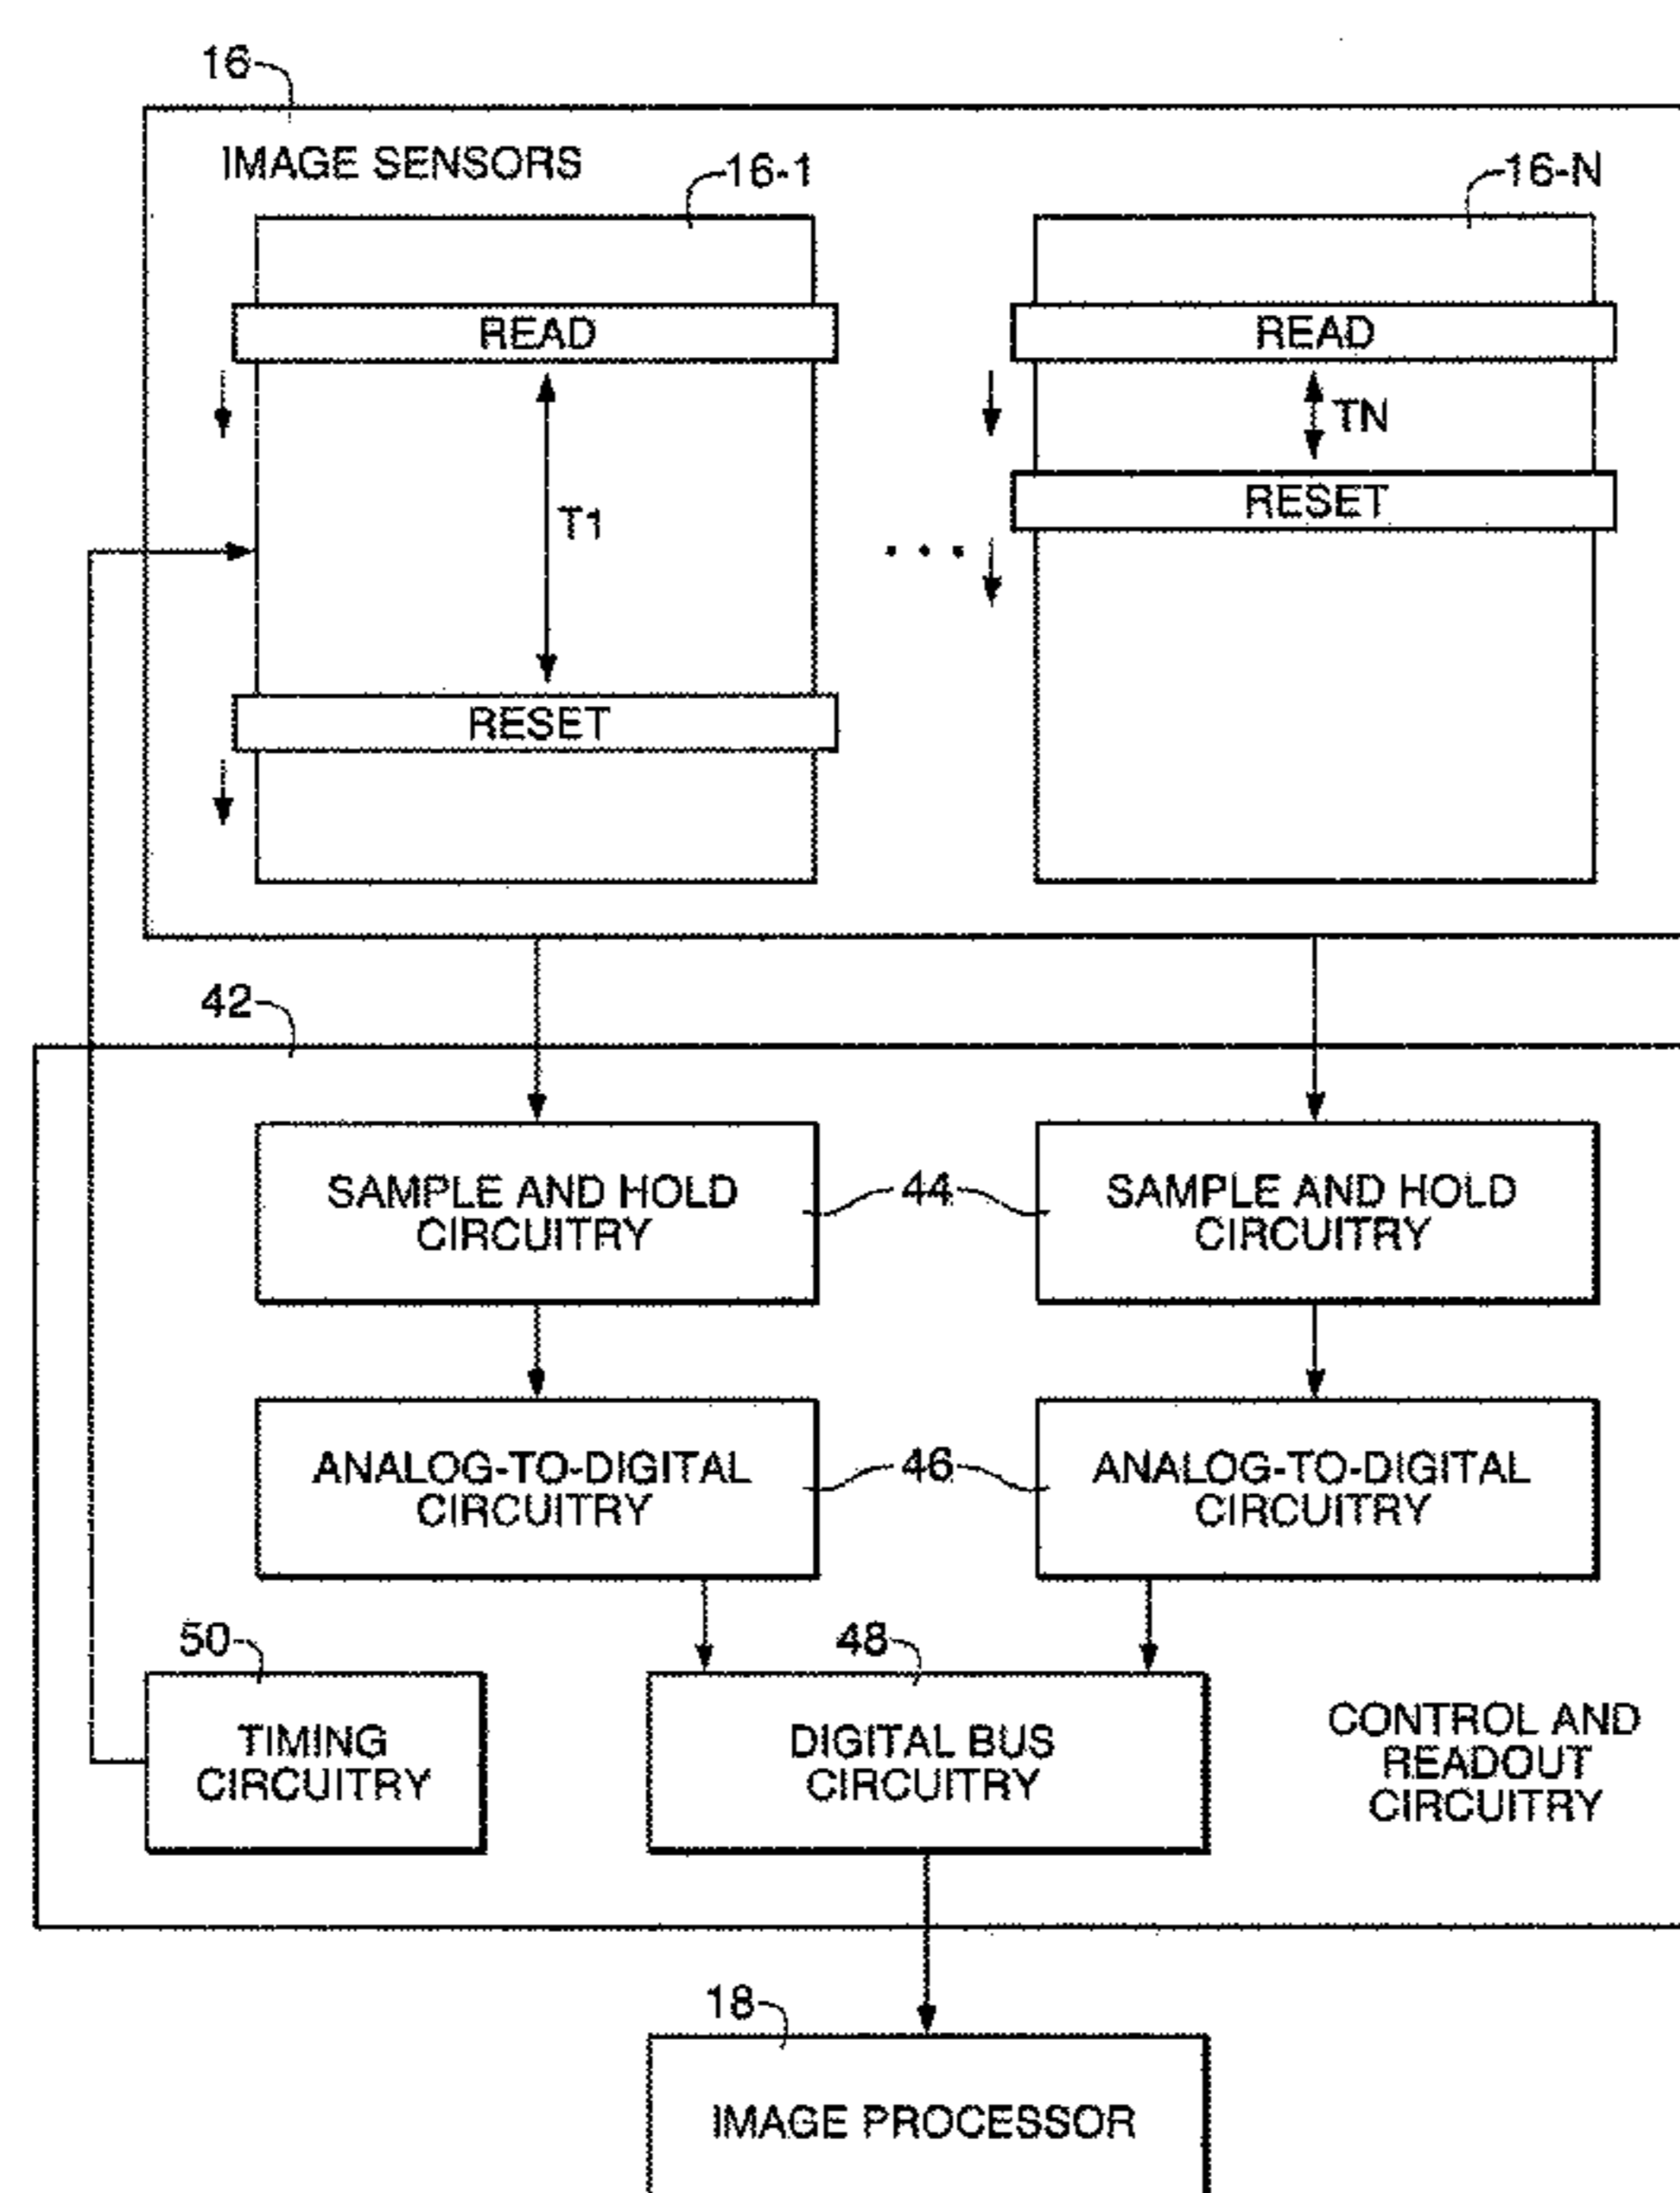 16
IMAGE SENSORS
16-1
16-N
READ
READ
TN
RESET
T1
RESET
42
SAMPLE AND HOLD
CIRCUITRY
44
SAMPLE AND HOLD
CIRCUITRY
ANALOG-TO-DIGITAL
CIRCUITRY
46
ANALOG-TO-DIGITAL
CIRCUITRY
50
48
TIMING
CIRCUITRY
DIGITAL BUS
CIRCUITRY
CONTROL AND
READOUT
CIRCUITRY
18
IMAGE PROCESSOR